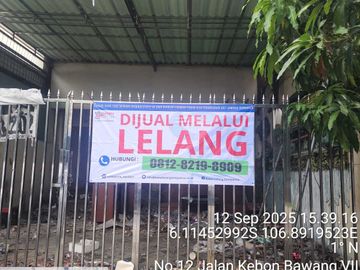 DIJUAL MELALUI
LELANG
HUBUNGI :
0812-8219-8909
12 Sep 2025 15.39.16
6.11452992S 106.8919523E
1° N
No.12 Jalan Kebon Bawang VII